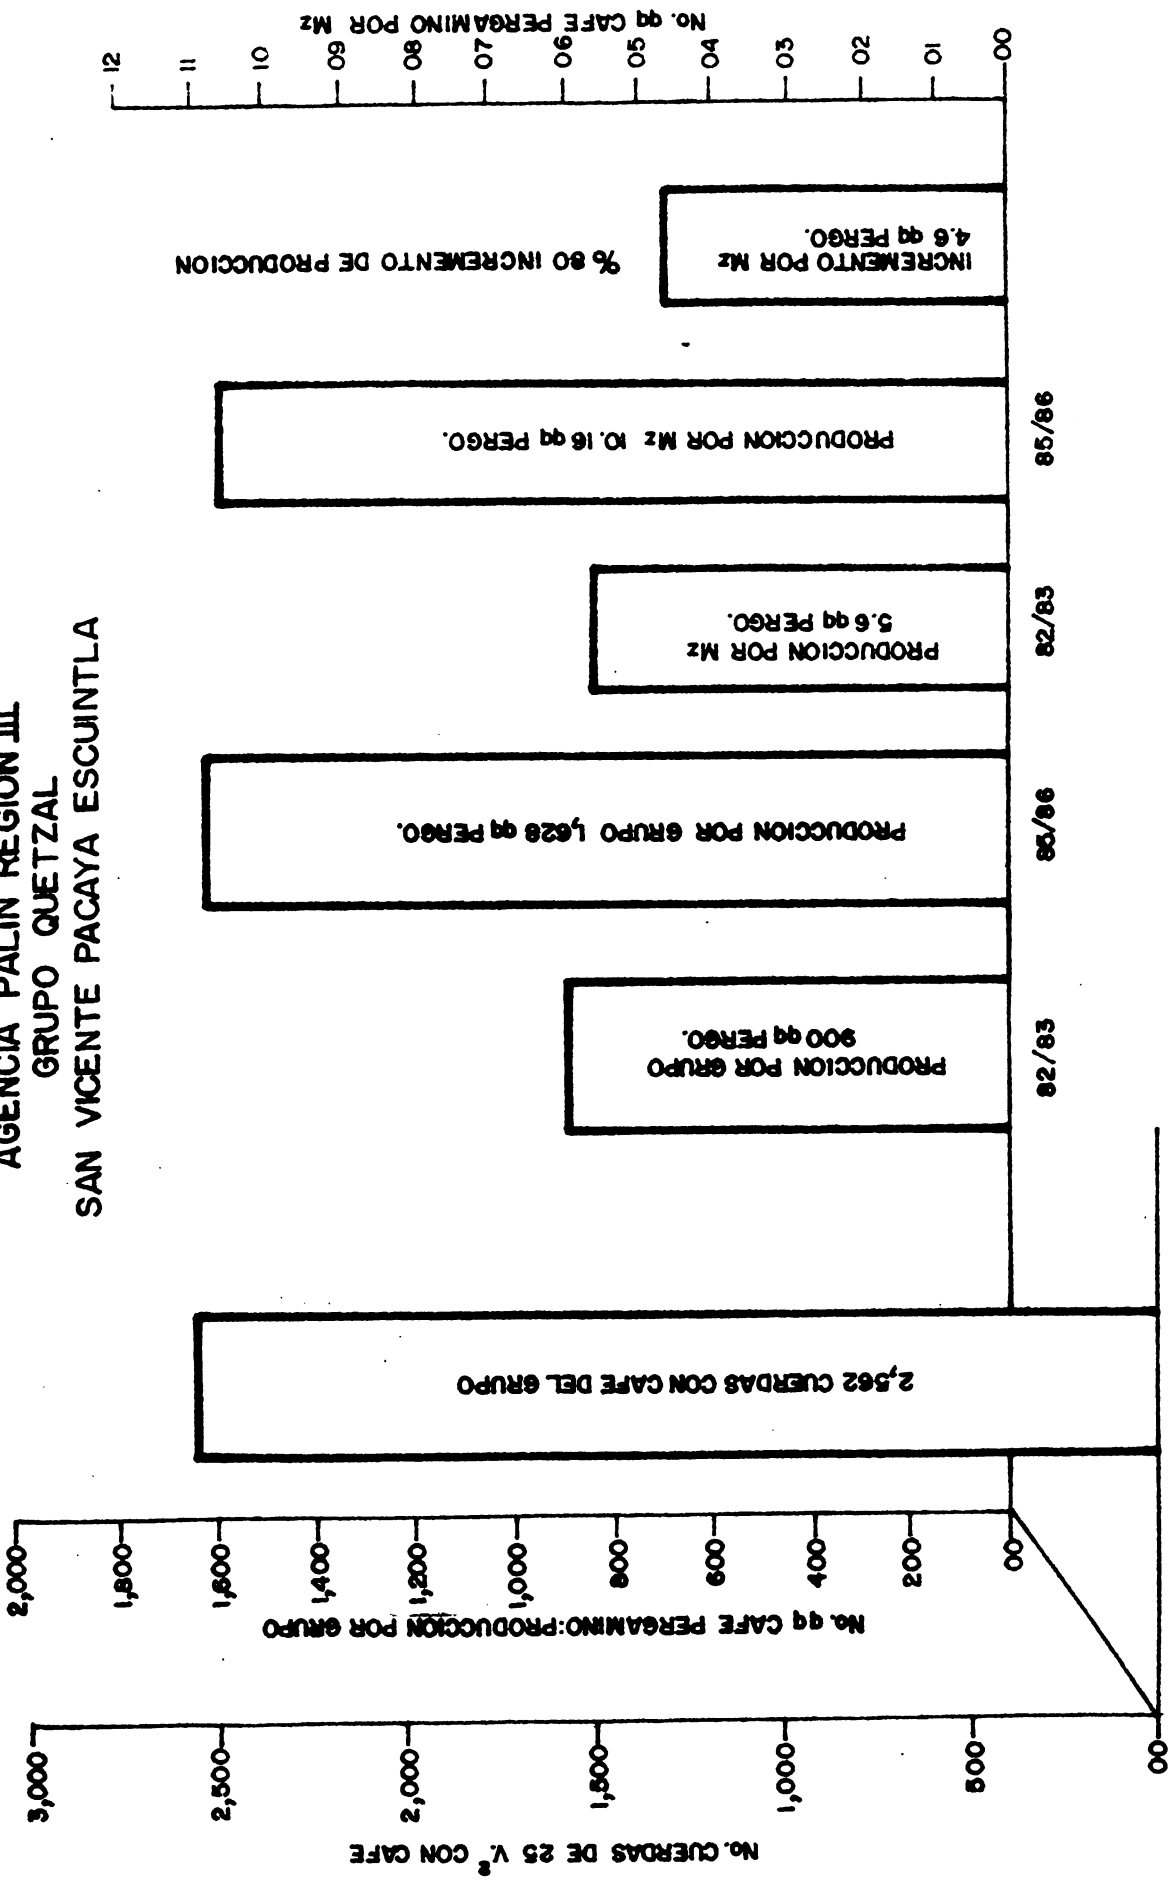 AGENCIA PALIN REGION III
GRUPO QUETZAL
SAN VICENTE PACAYA ESCUINTLA
No. CUERDAS DE 25 V.² CON CAFE
3,000
2,500
2,000
1,500
1,000
500
00
No. qq CAFE PERGAMINO: PRODUCCION POR GRUPO
2,000
1,800
1,600
1,400
1,200
1,000
800
600
400
200
00
2,562 CUERDAS CON CAFE DEL GRUPO
PRODUCCION POR GRUPO
900 qq PERGO.
82/83
PRODUCCION POR GRUPO 1,628 qq PERGO.
85/86
PRODUCCION POR Mz
5.6 qq PERGO.
82/83
PRODUCCION POR Mz 10.16 qq PERGO.
85/86
% 80 INCREMENTO DE PRODUCCION
INCREMENTO POR Mz
4.6 qq PERGO.
12
11
10
09
08
07
06
05
04
03
02
01
00
No. qq CAFE PERGAMINO POR Mz